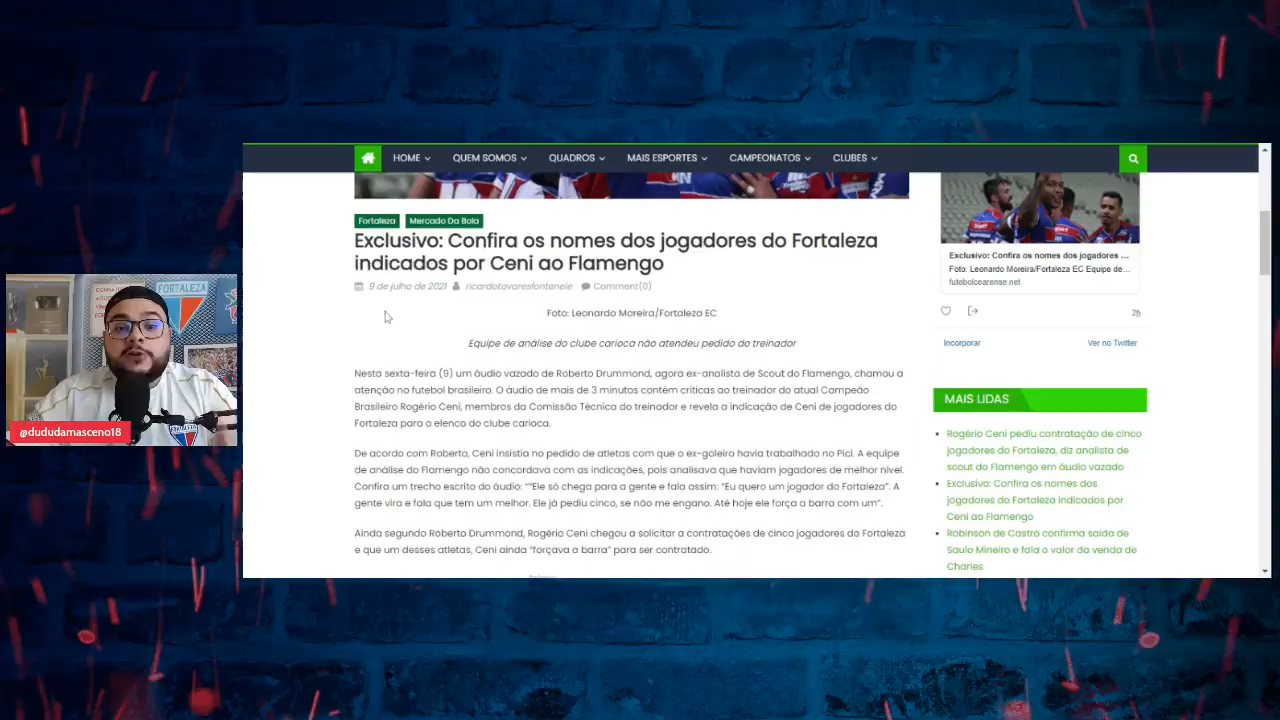 HOME
QUEM SOMOS
QUADROS
MAIS ESPORTES
CAMPEONATOS
CLUBES
Fortaleza
Mercado Da Bola
Exclusivo: Confira os nomes dos jogadores do Fortaleza
indicados por Ceni ao Flamengo
9 de julho de 2021
ricardotavaresfonteneie
Comment(0)
Foto: Leonardo Moreira/Fortaleza EC
Equipe de análise do clube carioca não atendeu pedido do treinador
Nesta sexta-feira (9) um áudio vazado de Roberto Drummond, agora ex-analista de Scout do Flamengo, chamou a
atenção no futebol brasileiro. O áudio de mais de 3 minutos contém críticas ao treinador do atual Campeão
Brasileiro Rogério Ceni, membros da Comissão Técnica do treinador e revela a indicação de Ceni de jogadores do
Fortaleza para o elenco do clube carioca.
De acordo com Roberto, Ceni insistia no pedido de atletas com que o ex-goleiro havia trabalhado no Pici. A equipe
de análise do Flamengo não concordava com as indicações, pois analisava que haviam jogadores de melhor nível.
Confira um trecho escrito do áudio: "“Ele só chega para a gente e fala assim: “Eu quero um jogador do Fortaleza”. A
gente vira e fala que tem um melhor. Ele já pediu cinco, se não me engano. Até hoje ele força a barra com um”.
Ainda segundo Roberto Drummond, Rogério Ceni chegou a solicitar a contratações de cinco jogadores do Fortaleza
e que um desses atletas, Ceni ainda “forçava a barra” para ser contratado.
Exclusivo: Confira os nomes dos jogadores ...
Foto: Leonardo Moreira/Fortaleza EC Equipe de...
futebolcearense.net
Incorporar
Ver no Twitter
MAIS LIDAS
Rogério Ceni pediu contratação de cinco
jogadores do Fortaleza, diz analista de
scout do Flamengo em áudio vazado
Exclusivo: Confira os nomes dos
jogadores do Fortaleza indicados por
Ceni ao Flamengo
Robinson de Castro confirma saída de
Saulo Mineiro e fala o valor da venda de
Charles
FORTALEZA
@dududamasceno18